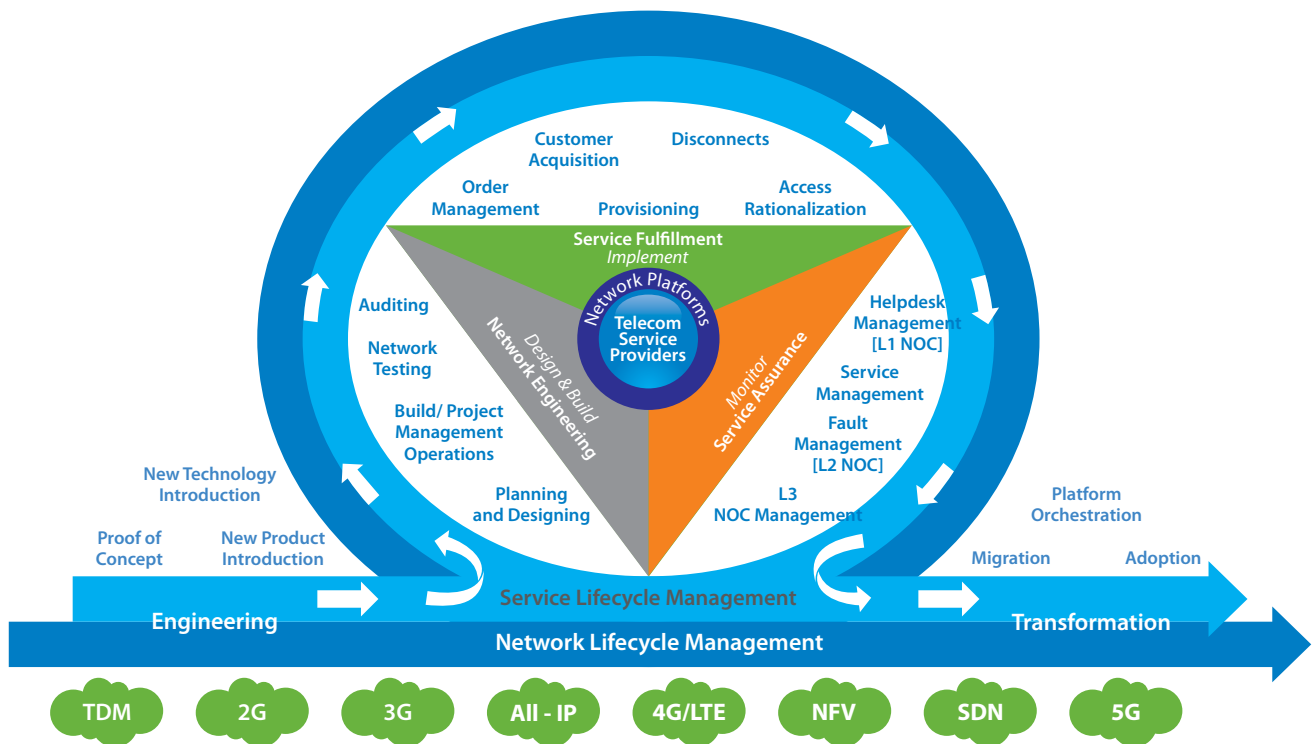 Customer
Acquisition
Disconnects
Order
Management
Provisioning
Access
Rationalization
Service Fulfillment
Implement
Network Platforms
Telecom
Service
Providers
Design & Build
Network Engineering
Monitor
Service Assurance
Auditing
Network
Testing
Build/ Project
Management
Operations
Planning
and Designing
Helpdesk
Management
[L1 NOC]
Service
Management
Fault
Management
[L2 NOC]
L3
NOC Management
New Technology
Introduction
Proof of
Concept
New Product
Introduction
Platform
Orchestration
Migration
Adoption
Engineering
Service Lifecycle Management
Transformation
Network Lifecycle Management
TDM
2G
3G
All - IP
4G/LTE
NFV
SDN
5G